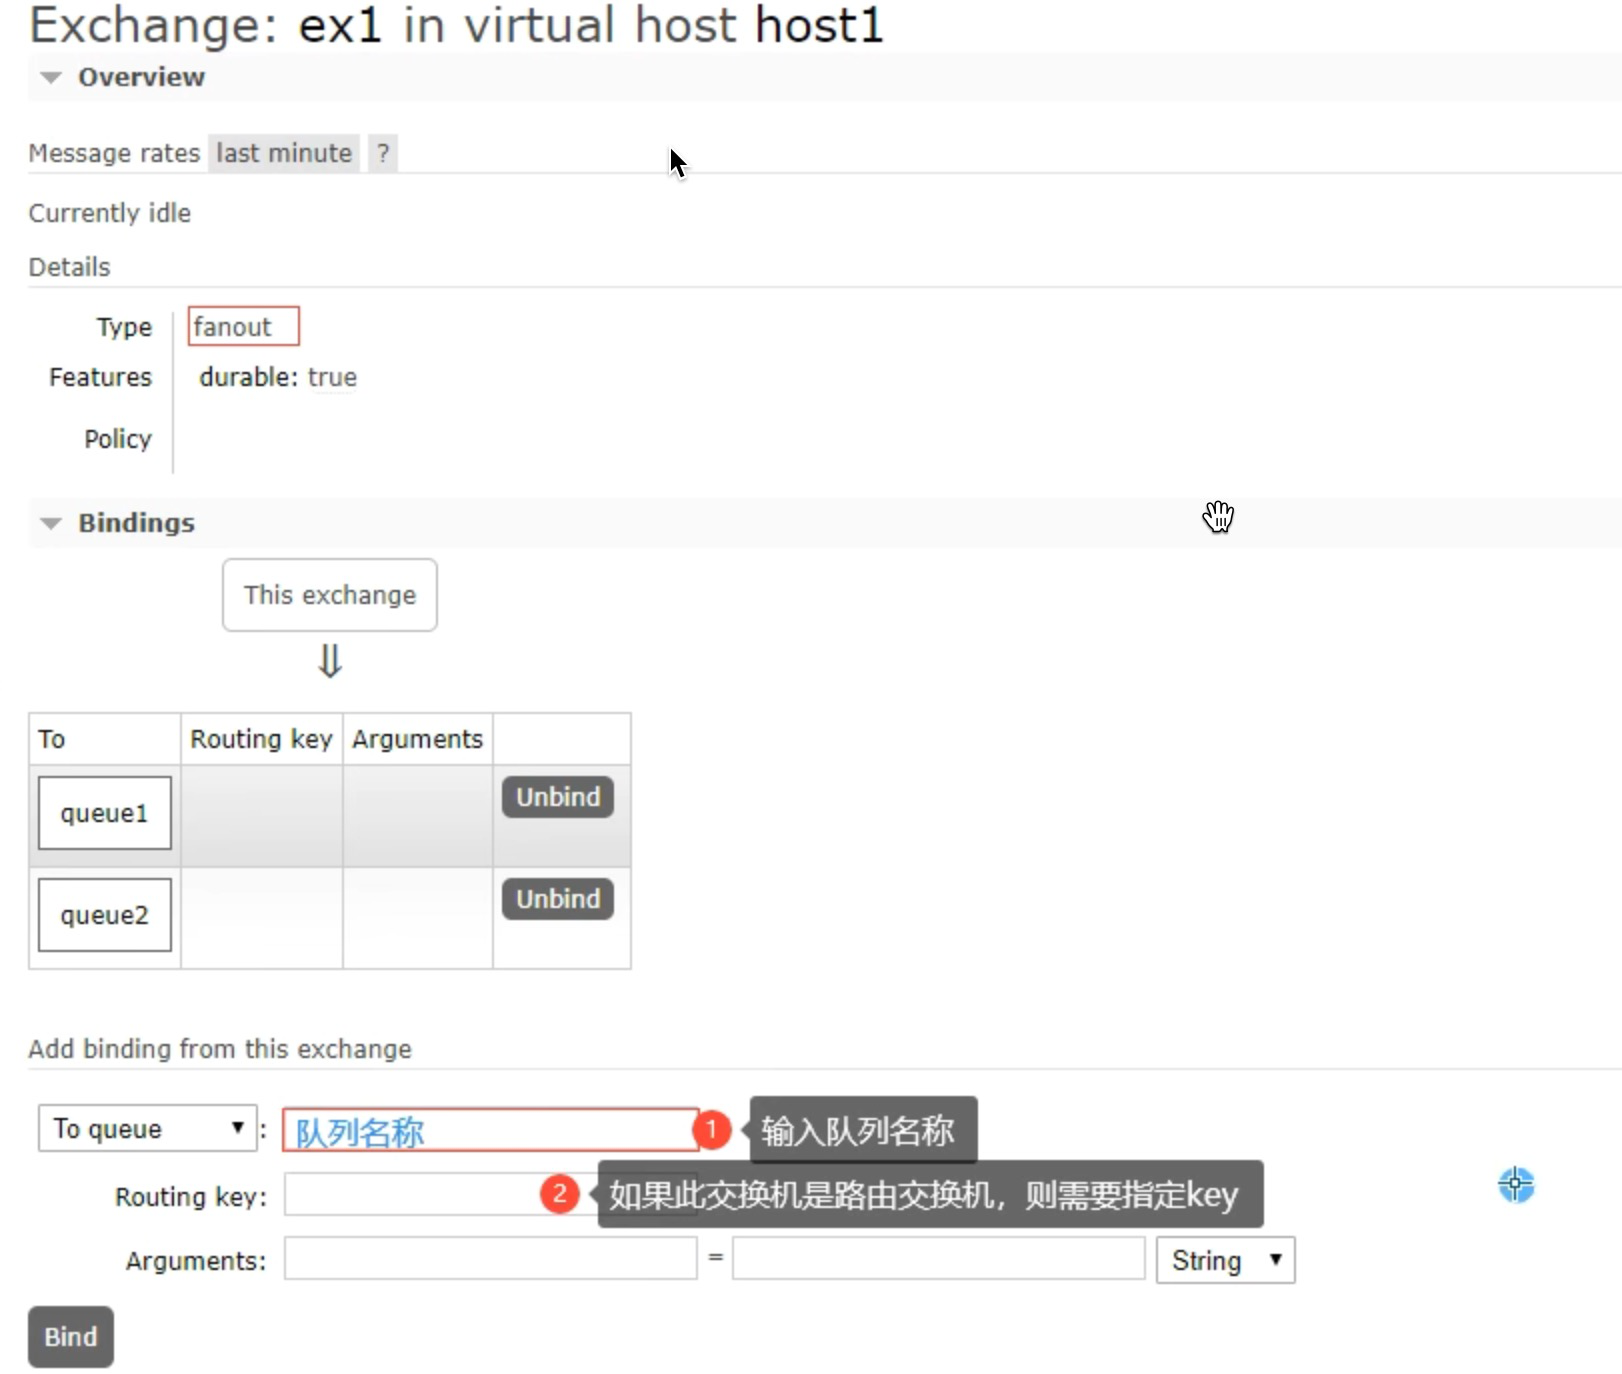 Exchange: ex1 in virtual host host1
Overview
Message rates last minute ?
Currently idle
Details
Type fanout
Features durable: true
Policy
Bindings
This exchange
⇓
To Routing key Arguments
queue1 Unbind
queue2 Unbind
Add binding from this exchange
To queue : 队列名称 1 输入队列名称
Routing key: 2 如果此交换机是路由交换机，则需要指定key
Arguments: = String
Bind